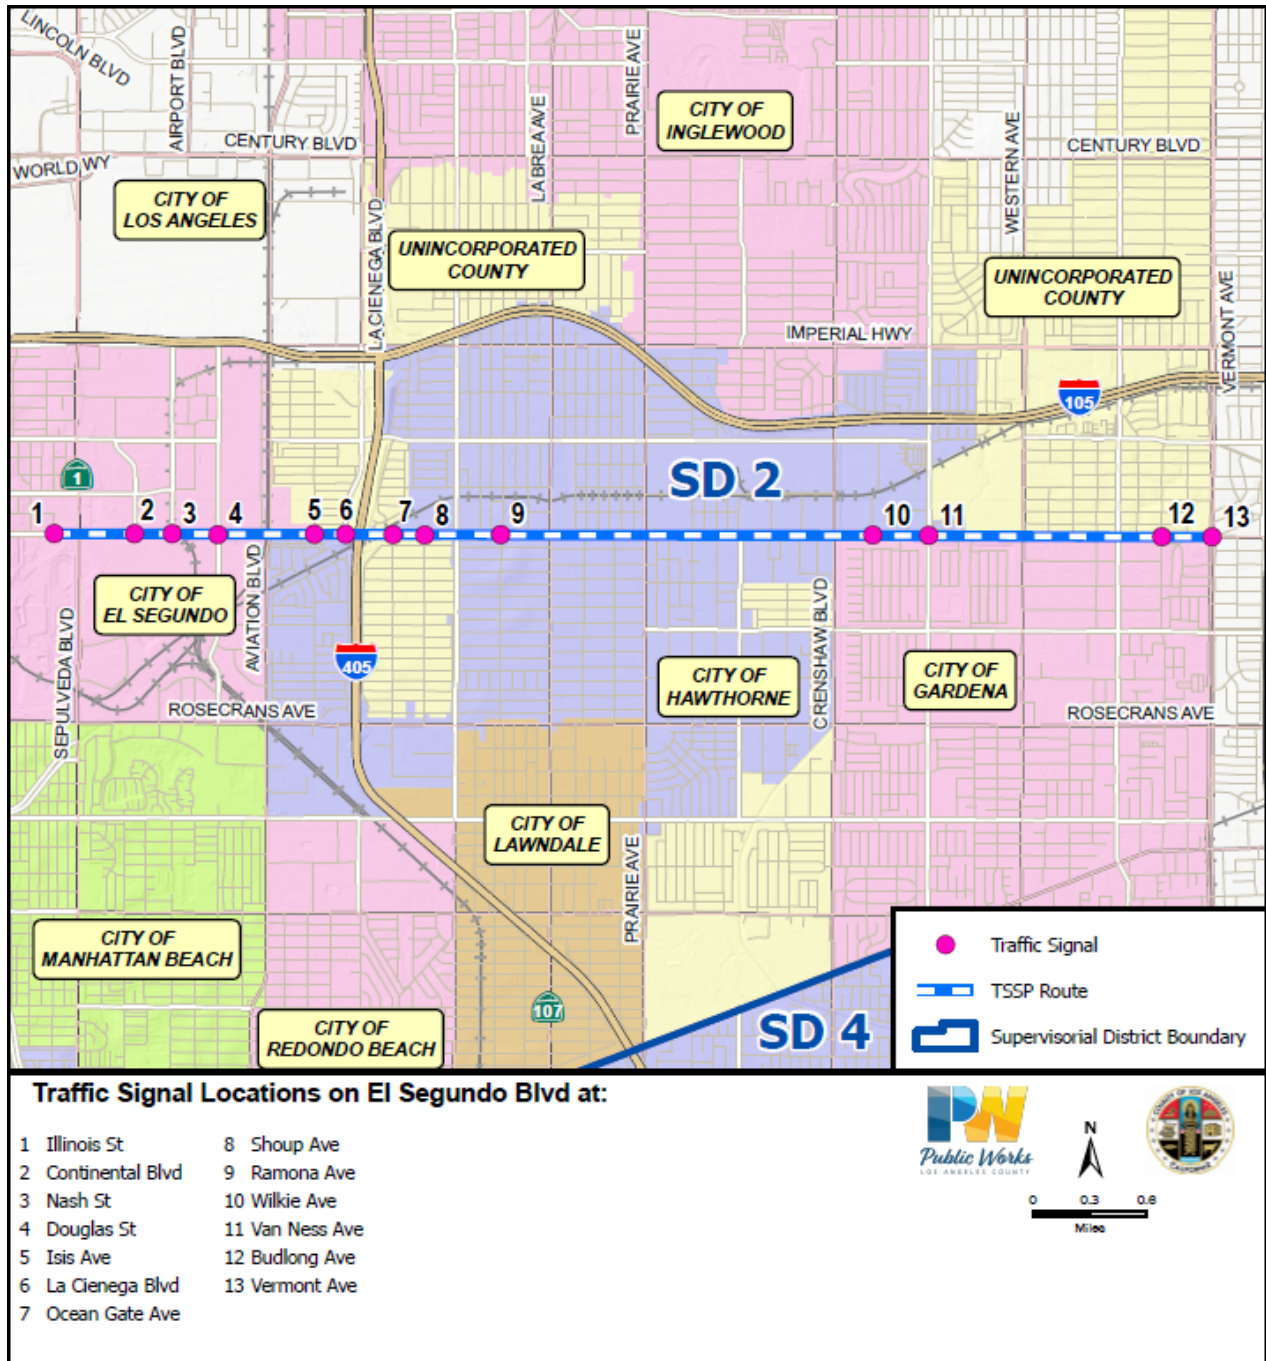 LINCOLN BLVD
AIRPORT BLVD
PRAIRIE AVE
CITY OF
INGLEWOOD
LA BREA AVE
WESTERN AVE
CENTURY BLVD
CENTURY BLVD
WORLD WY
CITY OF
LOS ANGELES
LA CIENEGA BLVD
UNINCORPORATED
COUNTY
UNINCORPORATED
COUNTY
VERMONT AVE
IMPERIAL HWY
105
1
SD 2
1
2
3
4
5
6
7
8
9
10
11
12
13
CITY OF
EL SEGUNDO
AVIATION BLVD
SEPULVEDA BLVD
405
CRENSHAW BLVD
CITY OF
HAWTHORNE
CITY OF
GARDENA
ROSECRANS AVE
ROSECRANS AVE
CITY OF
LAWNDALE
PRAIRIE AVE
CITY OF
MANHATTAN BEACH
107
CITY OF
REDONDO BEACH
SD 4
Traffic Signal
TSSP Route
Supervisorial District Boundary
Traffic Signal Locations on El Segundo Blvd at:
1 Illinois St
2 Continental Blvd
3 Nash St
4 Douglas St
5 Isis Ave
6 La Cienega Blvd
7 Ocean Gate Ave
8 Shoup Ave
9 Ramona Ave
10 Wilkie Ave
11 Van Ness Ave
12 Budlong Ave
13 Vermont Ave
PW
Public Works
LOS ANGELES COUNTY
N
0 0.3 0.6
Miles
COUNTY OF LOS ANGELES
CALIFORNIA